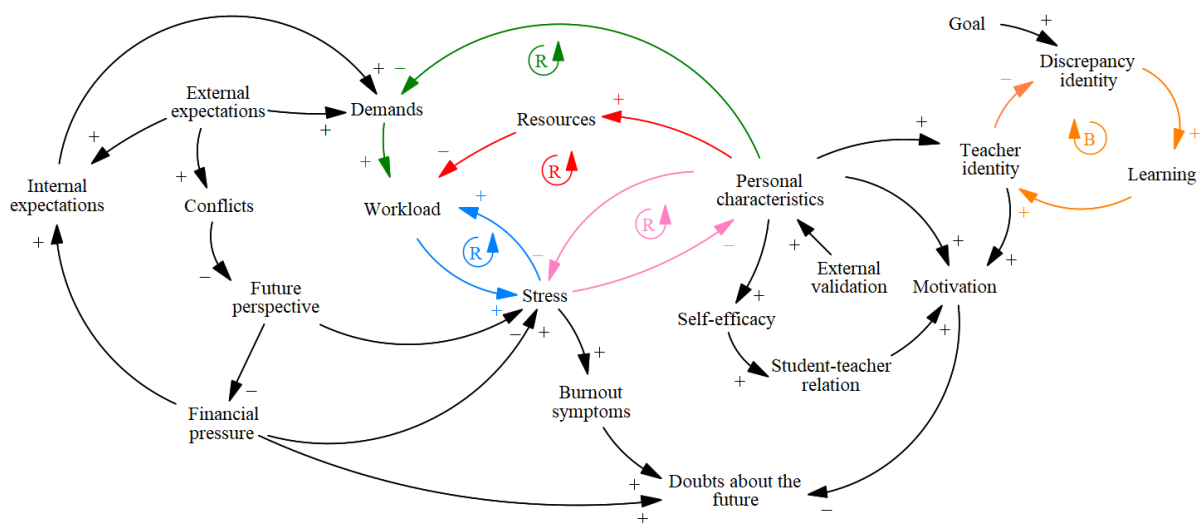 Goal
+
Discrepancy
identity
R
+
−
+
−
External
expectations
Demands
+
Resources
+
+
−
B
+
+
+
−
R
Teacher
identity
Learning
Internal
expectations
+
Conflicts
Workload
+
R
R
Personal
characteristics
+
+
−
−
+
+
+
−
Future
perspective
+
Stress
External
validation
Motivation
+
−
+
+
Self-efficacy
+
−
+
+
Student-teacher
relation
Burnout
symptoms
Financial
pressure
+
Doubts about the
future
+
−